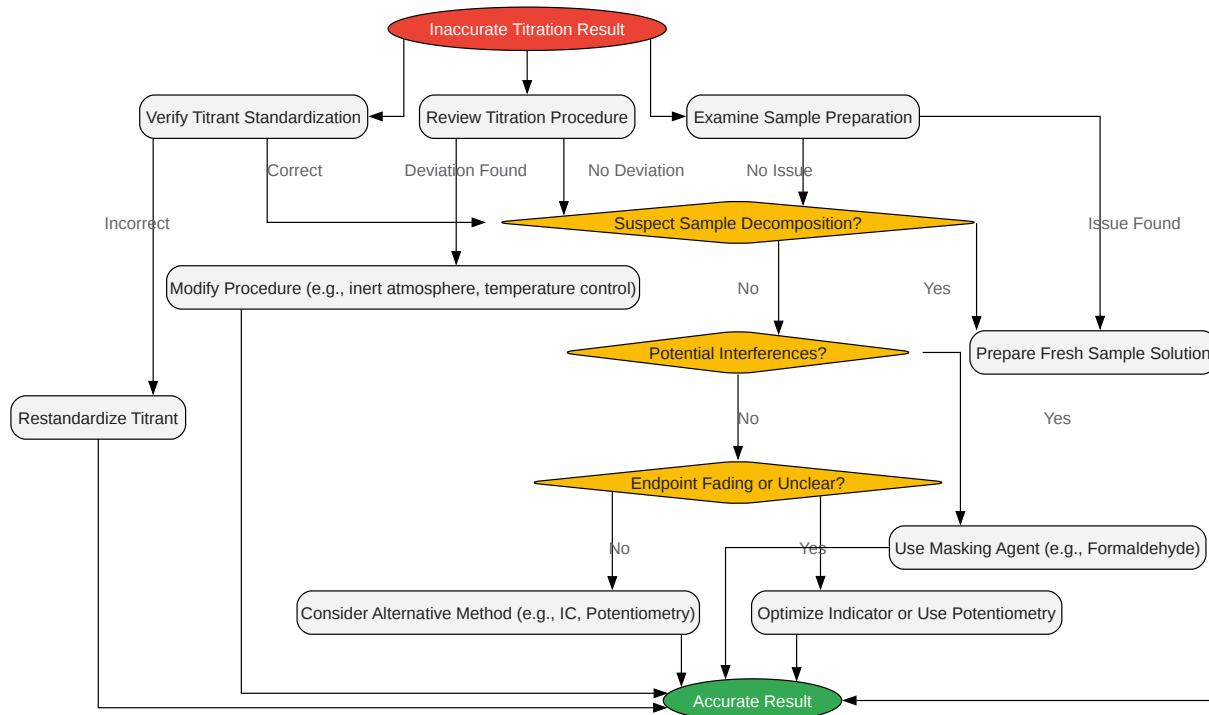 Inaccurate Titration Result
Verify Titrant Standardization
Review Titration Procedure
Examine Sample Preparation
Correct
Deviation Found
No Deviation
No Issue
Incorrect
Suspect Sample Decomposition?
Issue Found
Modify Procedure (e.g., inert atmosphere, temperature control)
No
Yes
Potential Interferences?
Prepare Fresh Sample Solution
Restandardize Titrant
No
Yes
Endpoint Fading or Unclear?
No
Yes
Use Masking Agent (e.g., Formaldehyde)
Consider Alternative Method (e.g., IC, Potentiometry)
Optimize Indicator or Use Potentiometry
Accurate Result